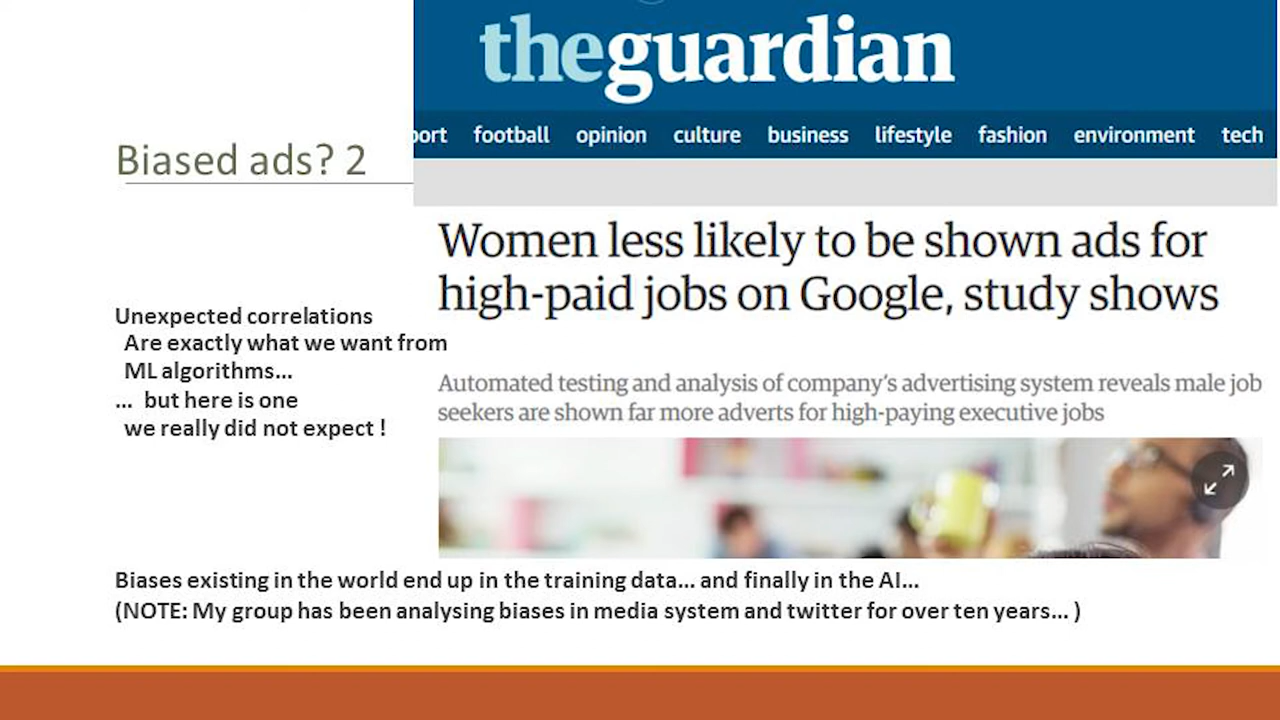 theguardian
port football opinion culture business lifestyle fashion environment tech
Biased ads? 2
Women less likely to be shown ads for
high-paid jobs on Google, study shows
Automated testing and analysis of company's advertising system reveals male job
seekers are shown far more adverts for high-paying executive jobs
Unexpected correlations
Are exactly what we want from
ML algorithms...
... but here is one
we really did not expect !
Biases existing in the world end up in the training data... and finally in the AI...
(NOTE: My group has been analysing biases in media system and twitter for over ten years... )